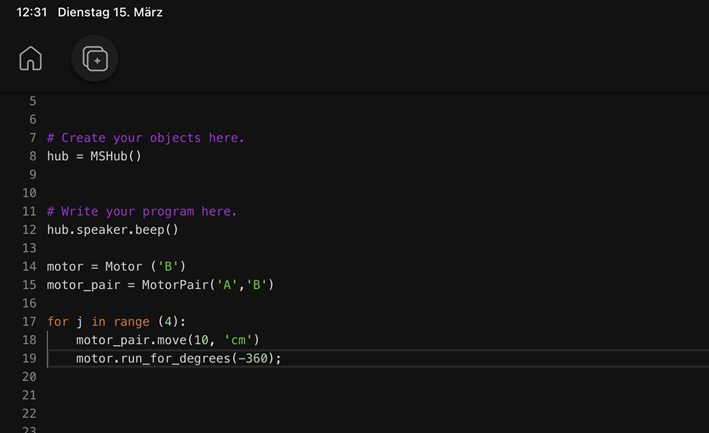 12:31 Dienstag 15. März
5
6
7 # Create your objects here.
8 hub = MSHub()
9
10
11 # Write your program here.
12 hub.speaker.beep()
13
14 motor = Motor ('B')
15 motor_pair = MotorPair('A','B')
16
17 for j in range (4):
18     motor_pair.move(10, 'cm')
19     motor.run_for_degrees(-360);
20
21
22
23